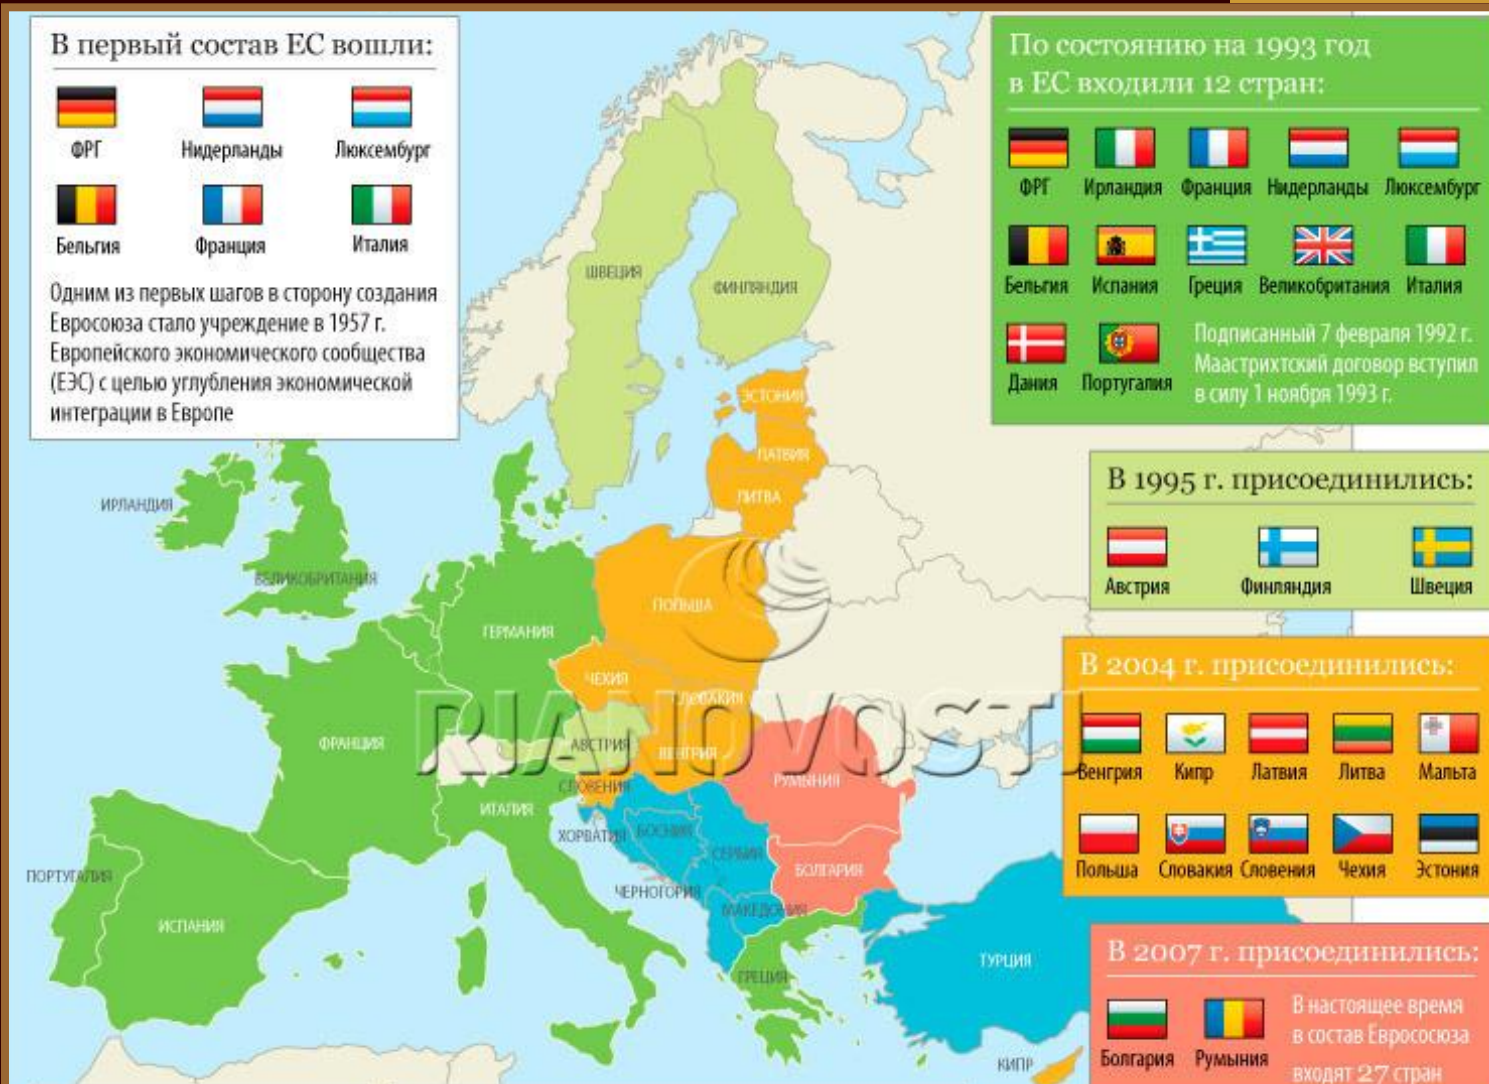 В первый состав ЕС вошли:
ФРГ
Нидерланды
Люксембург
Бельгия
Франция
Италия
Одним из первых шагов в сторону создания
Евросоюза стало учреждение в 1957 г.
Европейского экономического сообщества
(ЕЭС) с целью углубления экономической
интеграции в Европе
По состоянию на 1993 год
в ЕС входили 12 стран:
ФРГ
Ирландия
Франция
Нидерланды
Люксембург
Бельгия
Испания
Греция
Великобритания
Италия
Дания
Португалия
Подписанный 7 февраля 1992 г.
Маастрихтский договор вступил
в силу 1 ноября 1993 г.
В 1995 г. присоединились:
Австрия
Финляндия
Швеция
В 2004 г. присоединились:
Венгрия
Кипр
Латвия
Литва
Мальта
Польша
Словакия
Словения
Чехия
Эстония
В 2007 г. присоединились:
Болгария
Румыния
В настоящее время
в состав Еврососюза
входят 27 стран
ШВЕЦИЯ
ФИНЛЯНДИЯ
ЭСТОНИЯ
ЛАТВИЯ
ЛИТВА
ИРЛАНДИЯ
ВЕЛИКОБРИТАНИЯ
ПОЛЬША
ГЕРМАНИЯ
ЧЕХИЯ
СЛОВАКИЯ
RIANOVOSTI
ФРАНЦИЯ
АВСТРИЯ
ВЕНГРИЯ
РУМЫНИЯ
СЛОВЕНИЯ
ИТАЛИЯ
ХОРВАТИЯ
БОСНИЯ
СЕРБИЯ
БОЛГАРИЯ
ПОРТУГАЛИЯ
ЧЕРНОГОРИЯ
МАКЕДОНИЯ
ИСПАНИЯ
ГРЕЦИЯ
ТУРЦИЯ
КИПР